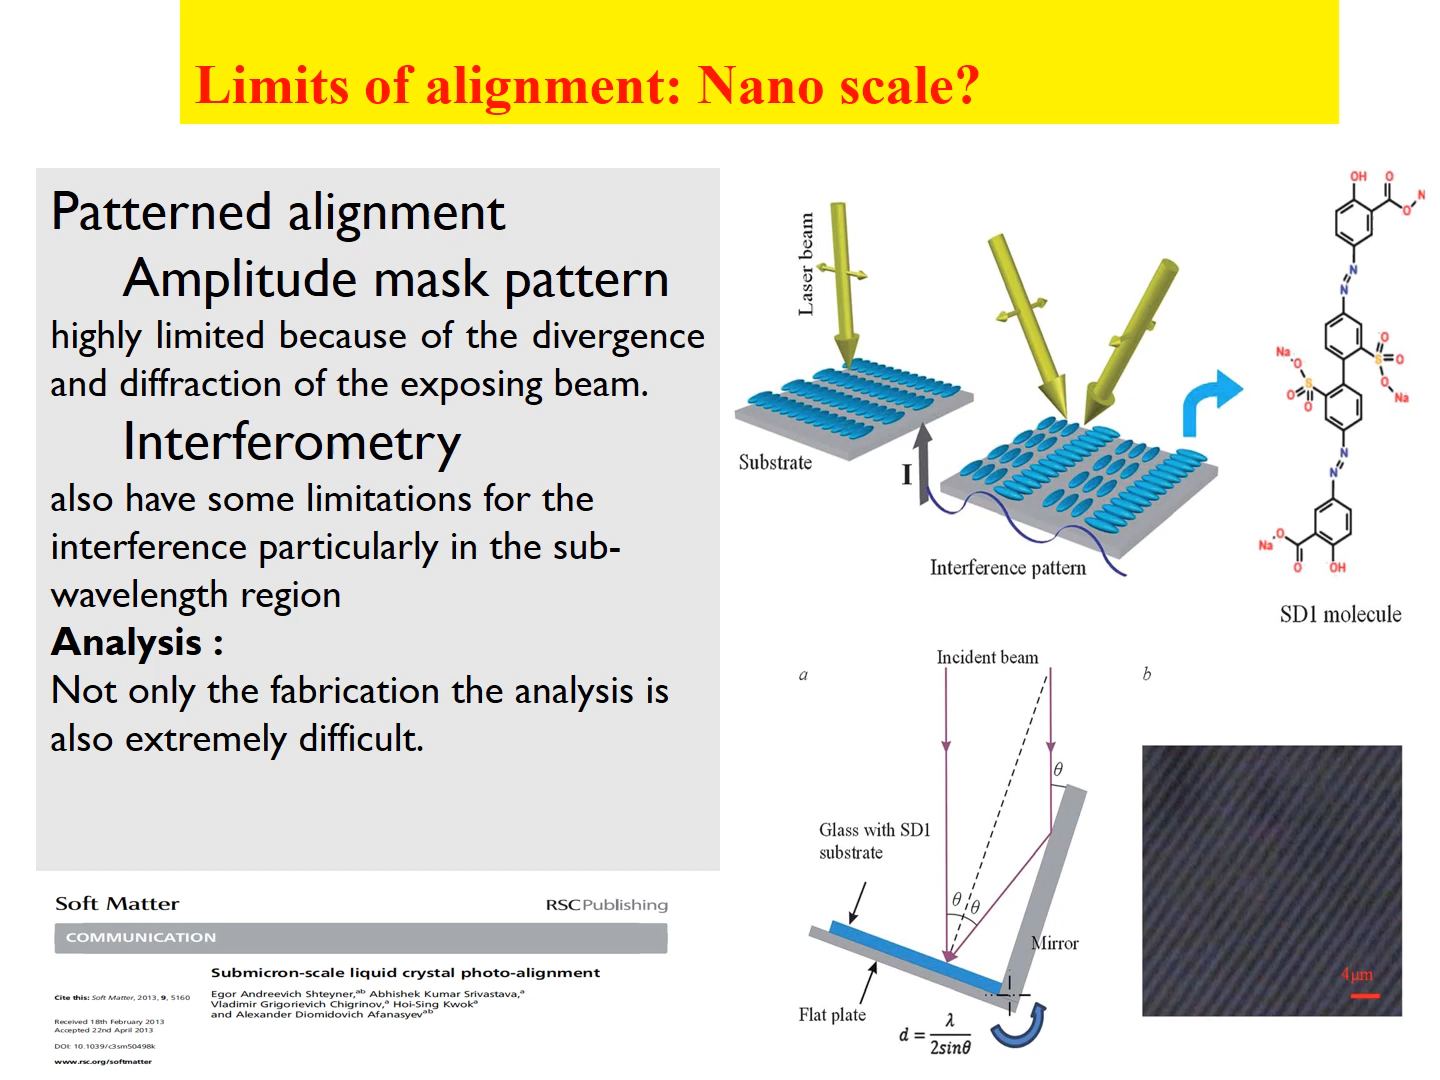 Limits of alignment: Nano scale?
Patterned alignment
Amplitude mask pattern
highly limited because of the divergence
and diffraction of the exposing beam.
Interferometry
also have some limitations for the
interference particularly in the sub-
wavelength region
Analysis :
Not only the fabrication the analysis is
also extremely difficult.
Laser beam
Substrate
I
Interference pattern
OH
O
O
N
N
N
Na
O
S
O
O
O
S
O
O
O
Na
N
N
Na
O
O
OH
SD1 molecule
a
Incident beam
θ
Glass with SD1
substrate
θ
θ
Mirror
Flat plate
d = λ / 2sinθ
b
4μm
Soft Matter
RSCPublishing
COMMUNICATION
Submicron-scale liquid crystal photo-alignment
Cite this: Soft Matter, 2013, 9, 5160
Egor Andreevich Shteyner,ab Abhishek Kumar Srivastava,a
Vladimir Grigorievich Chigrinov,a Hoi-Sing Kwoka
and Alexander Diomidovich Afanasyevab
Received 18th February 2013
Accepted 22nd April 2013
DOI: 10.1039/c3sm50498k
www.rsc.org/softmatter